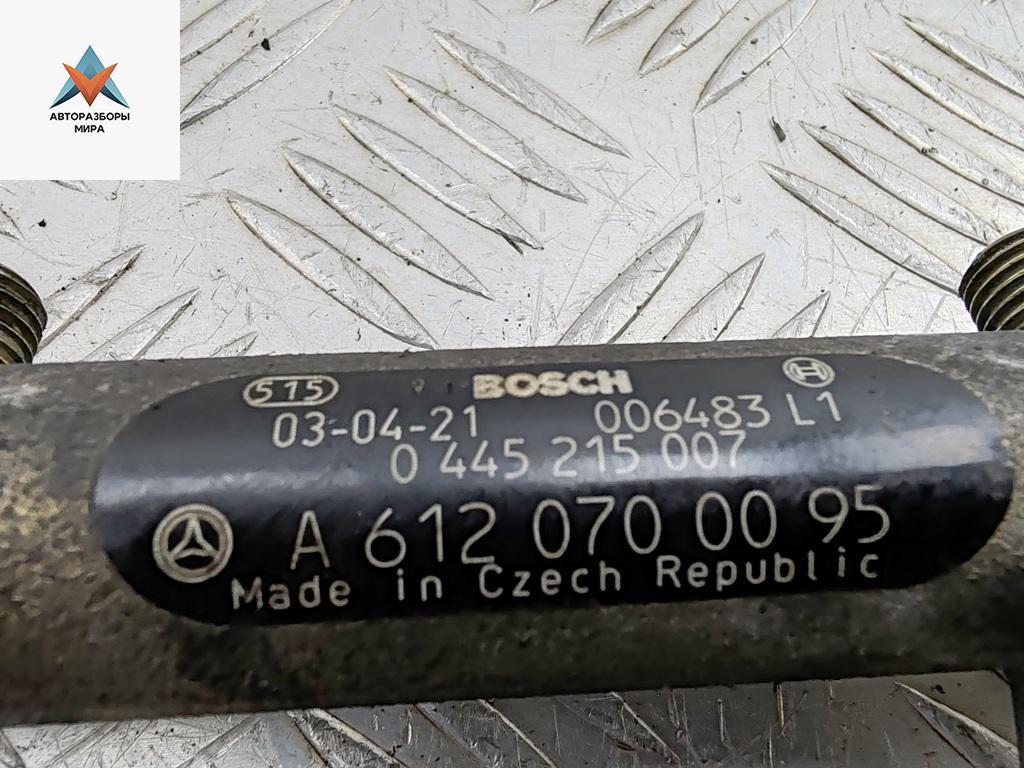 АВТОРАЗБОРЫ
МИРА
515 BOSCH
03-04-21 006483 L1
0 445 215 007
A 612 070 00 95
Made in Czech Republic